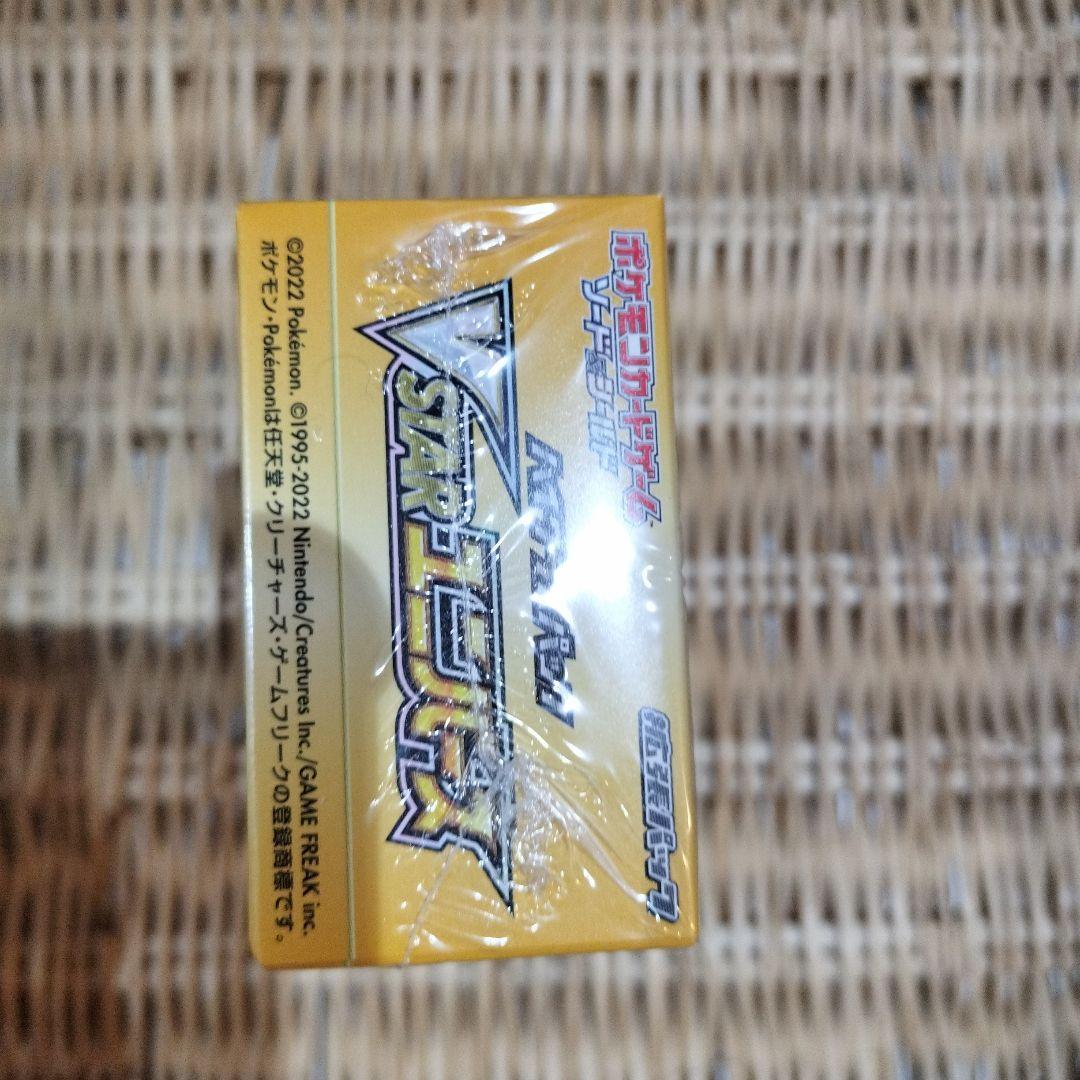 ポケモンカードゲーム
ソード&シールド
拡張パック
ハイクラスパック
VSTARユニバース
©2022 Pokémon. ©1995-2022 Nintendo/Creatures Inc./GAME FREAK inc.
ポケモン・Pokémonは任天堂・クリーチャーズ・ゲームフリークの登録商標です。